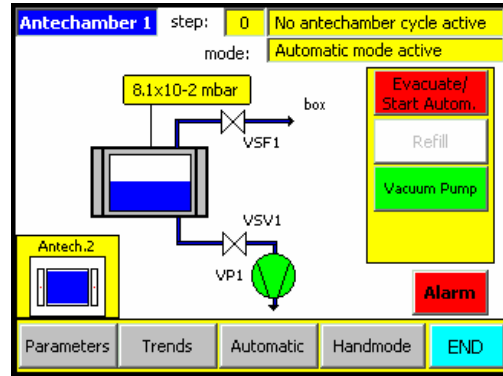 Antechamber 1 step: 0 No antechamber cycle active
mode: Automatic mode active
8.1x10-2 mbar
box
VSF1
Evacuate/
Start Autom.
Refill
Vacuum Pump
VSV1
Antech.2
VP1
Alarm
Parameters Trends Automatic Handmode END